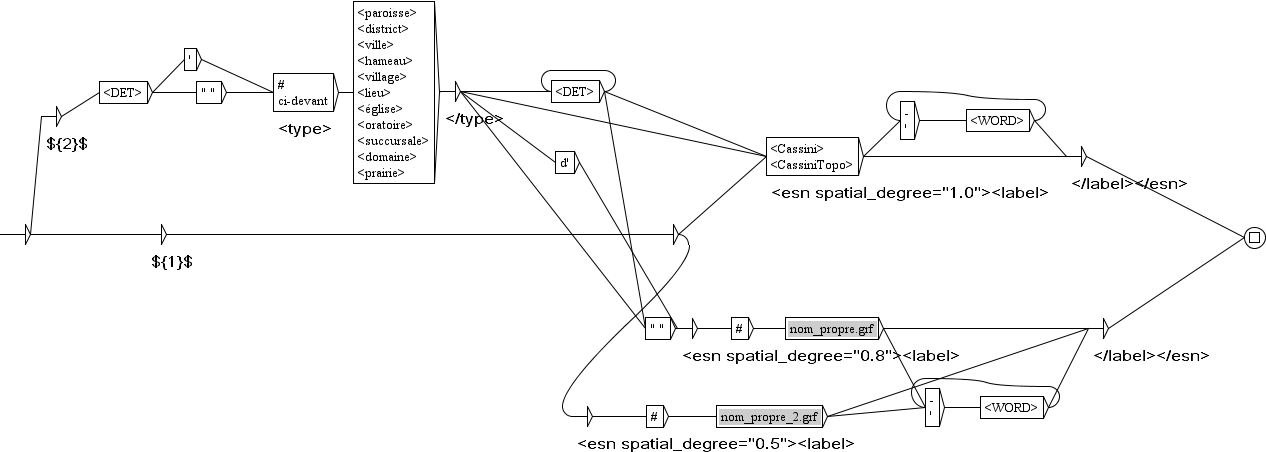 <paroisse>
<district>
<ville>
<hameau>
<village>
<lieu>
<église>
<oratoire>
<succursale>
<domaine>
<prairie>
'
<DET>
" "
#
ci-devant
<type>
</type>
${2}$
<DET>
d'
<Cassini>
<CassiniTopo>
<esn spatial_degree="1.0"><label>
-
'
<WORD>
</label></esn>
${1}$
" "
#
nom_propre.grf
<esn spatial_degree="0.8"><label>
</label></esn>
#
nom_propre_2.grf
<esn spatial_degree="0.5"><label>
-
'
<WORD>